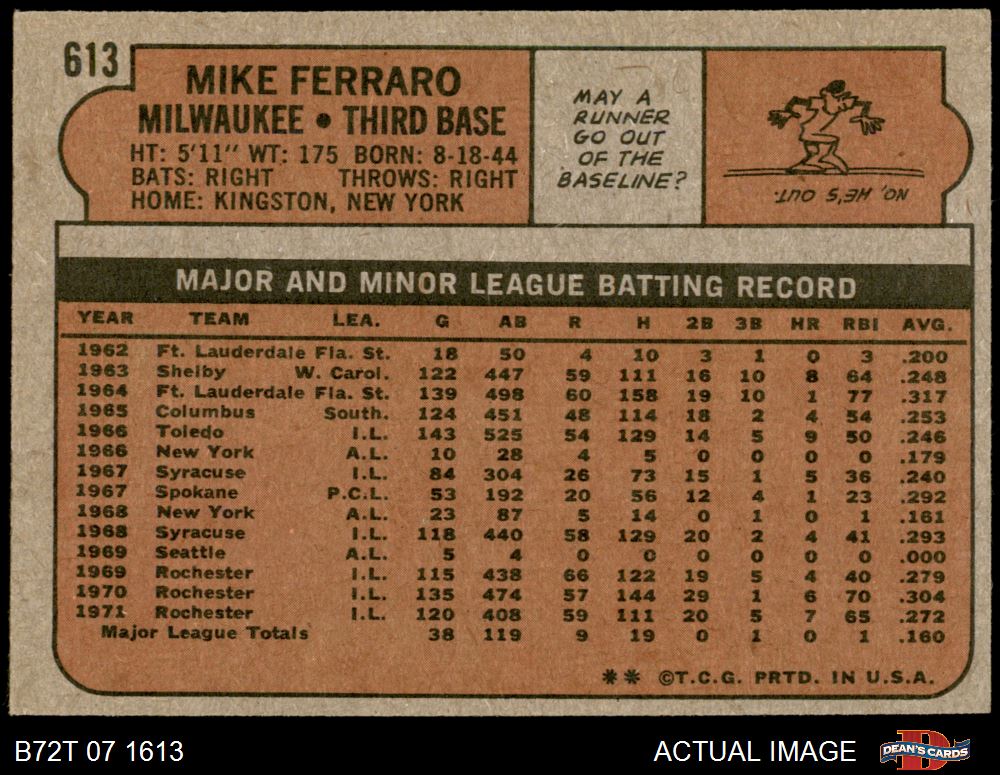 613
MIKE FERRARO
MILWAUKEE • THIRD BASE
HT: 5'11" WT: 175 BORN: 8-18-44
BATS: RIGHT THROWS: RIGHT
HOME: KINGSTON, NEW YORK
MAY A
RUNNER
GO OUT
OF THE
BASELINE?
NO, HE'S OUT.
MAJOR AND MINOR LEAGUE BATTING RECORD
YEAR TEAM LEA. G AB R H 2B 3B HR RBI AVG.
1962 Ft. Lauderdale Fla. St. 18 50 4 10 3 1 0 3 .200
1963 Shelby W. Carol. 122 447 59 111 16 10 8 64 .248
1964 Ft. Lauderdale Fla. St. 139 498 60 158 19 10 1 77 .317
1965 Columbus South. 124 451 48 114 18 2 4 54 .253
1966 Toledo I.L. 143 525 54 129 14 5 9 50 .246
1966 New York A.L. 10 28 4 5 0 0 0 0 .179
1967 Syracuse I.L. 84 304 26 73 15 1 5 36 .240
1967 Spokane P.C.L. 53 192 20 56 12 4 1 23 .292
1968 New York A.L. 23 87 5 14 0 1 0 1 .161
1968 Syracuse I.L. 118 440 58 129 20 2 4 41 .293
1969 Seattle A.L. 5 4 0 0 0 0 0 0 .000
1969 Rochester I.L. 115 438 66 122 19 5 4 40 .279
1970 Rochester I.L. 135 474 57 144 29 1 6 70 .304
1971 Rochester I.L. 120 408 59 111 20 5 7 65 .272
Major League Totals 38 119 9 19 0 1 0 1 .160
** ©T.C.G. PRTD. IN U.S.A.
B72T 07 1613
ACTUAL IMAGE
DEAN'S CARDS